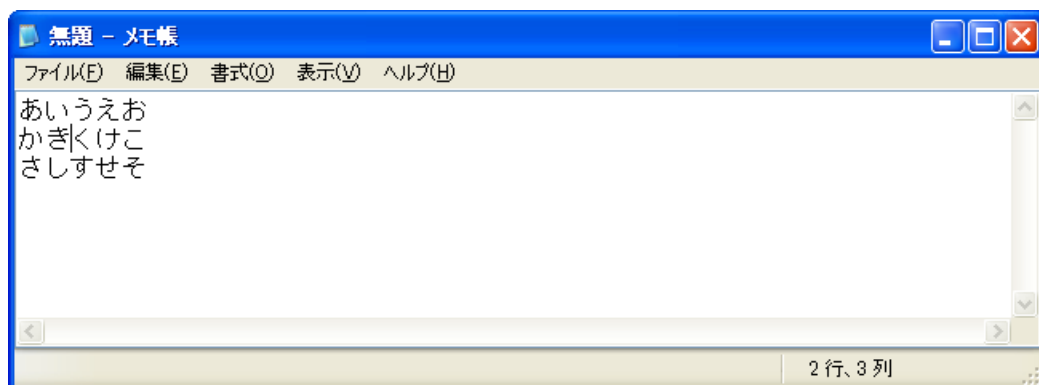 無題 - メモ帳
ファイル(F) 編集(E) 書式(O) 表示(V) ヘルプ(H)
あいうえお
かきくけこ
さしすせそ
2行、3列